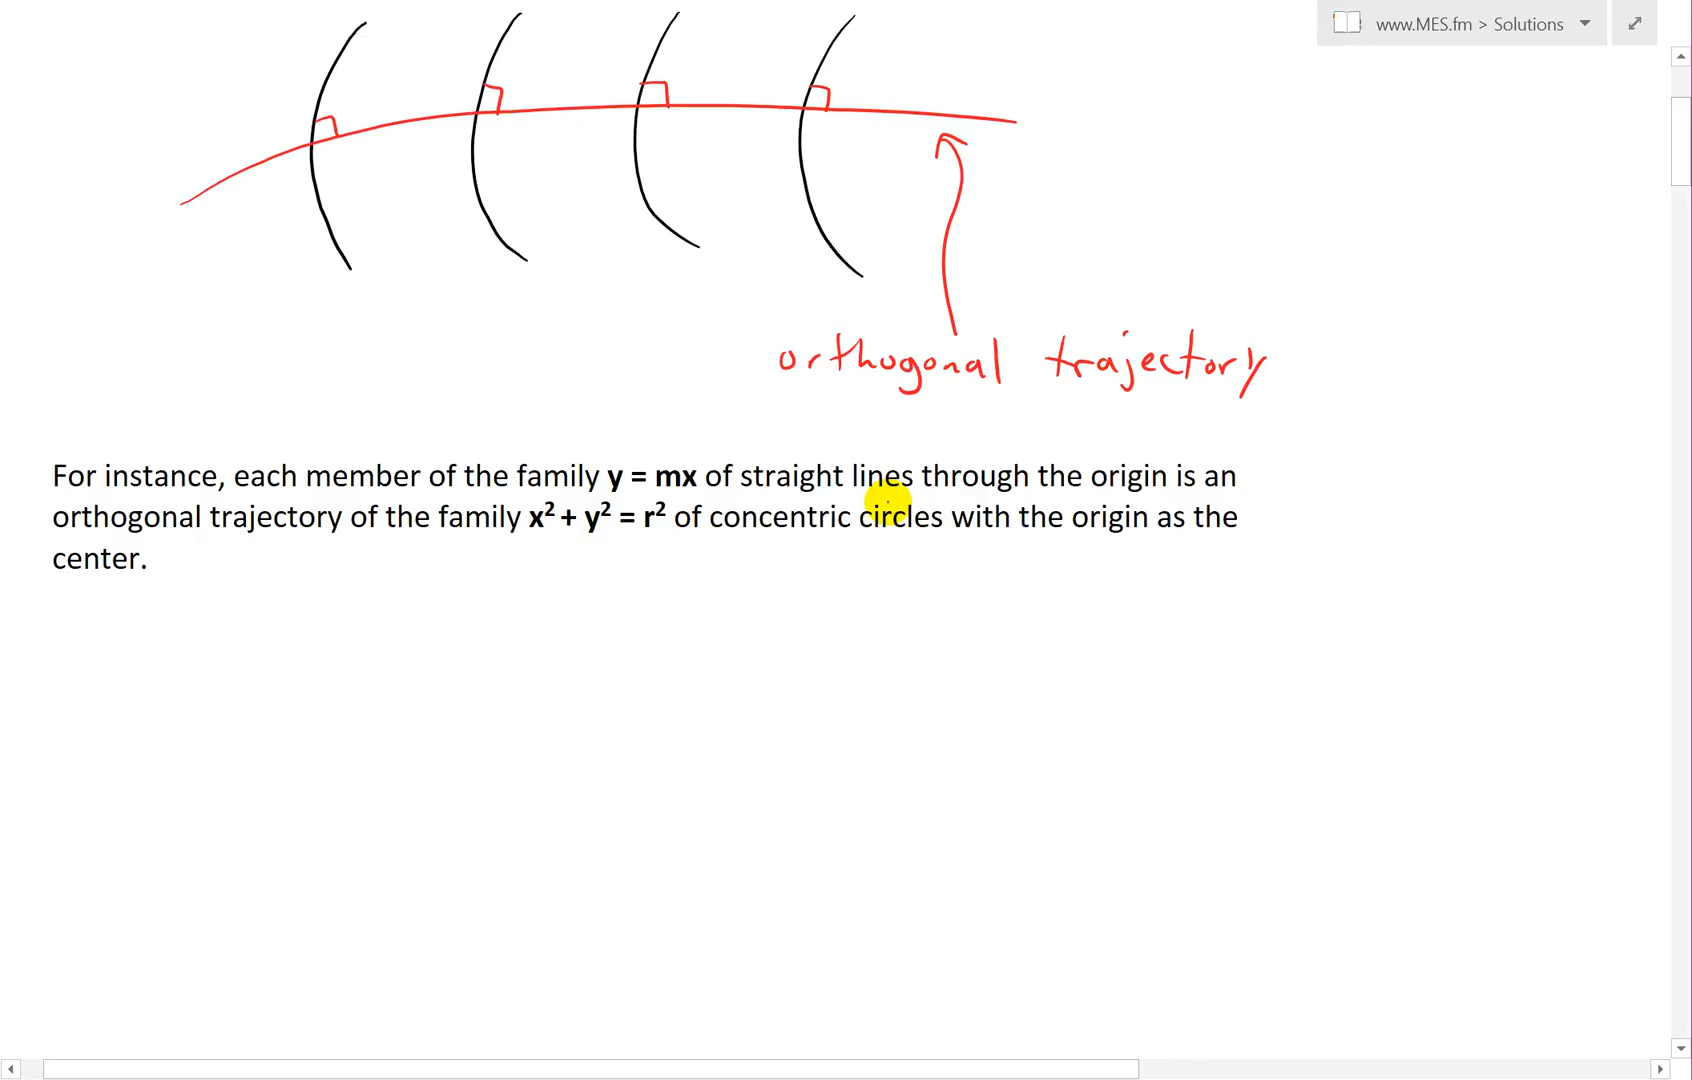 www.MES.fm > Solutions
orthogonal trajectory
For instance, each member of the family y = mx of straight lines through the origin is an
orthogonal trajectory of the family x² + y² = r² of concentric circles with the origin as the
center.